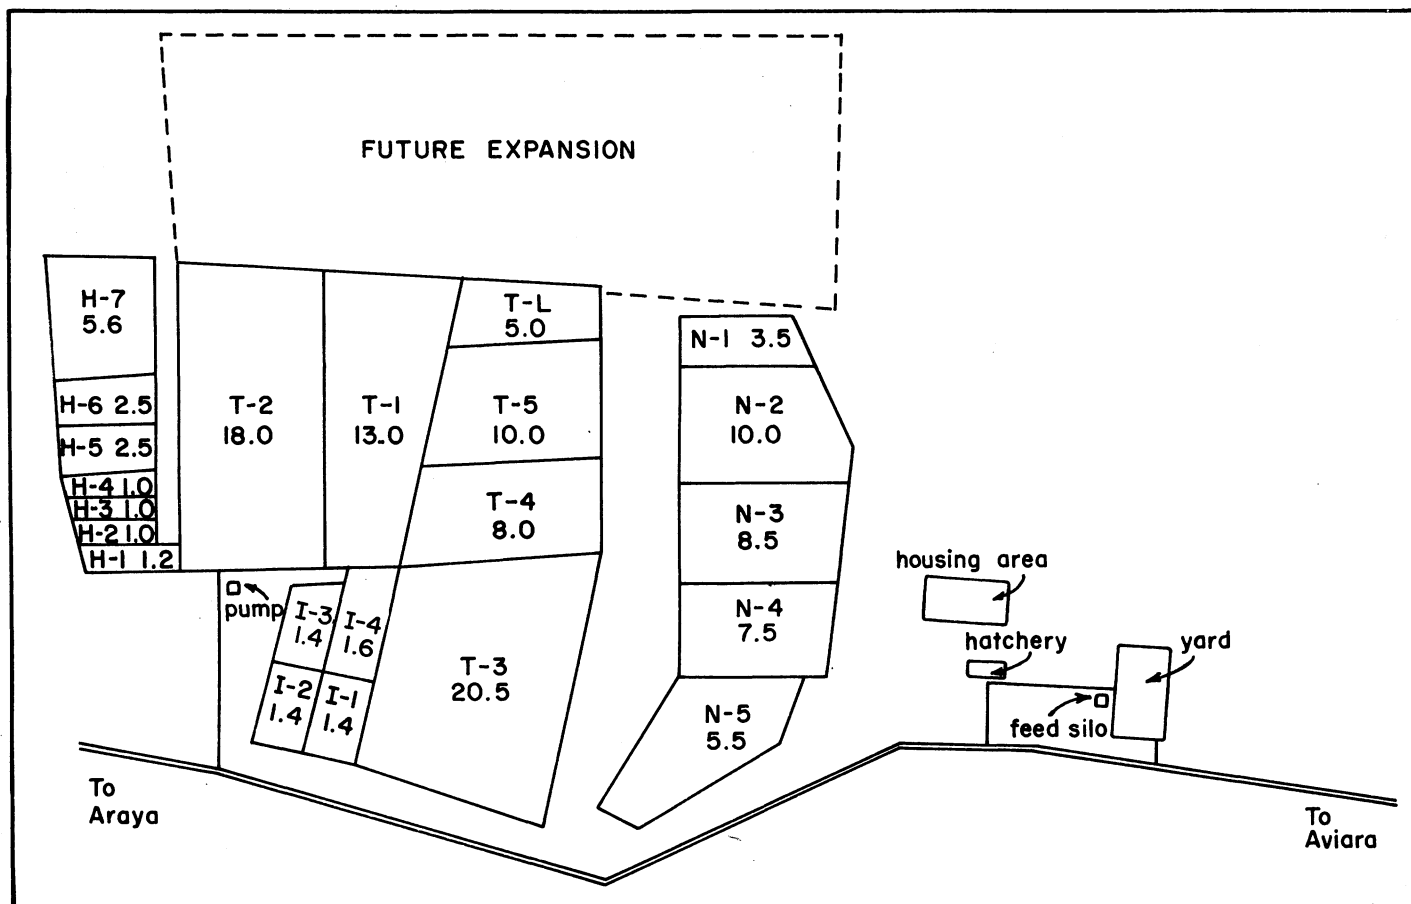 FUTURE EXPANSION
H-7
5.6
H-6 2.5
H-5 2.5
H-4 1.0
H-3 1.0
H-2 1.0
H-1 1.2
T-2
18.0
T-1
13.0
T-L
5.0
T-5
10.0
T-4
8.0
T-3
20.5
pump
I-3
1.4
I-4
1.6
I-2
1.4
I-1
1.4
N-1 3.5
N-2
10.0
N-3
8.5
N-4
7.5
N-5
5.5
housing area
hatchery
yard
feed silo
To
Araya
To
Aviara